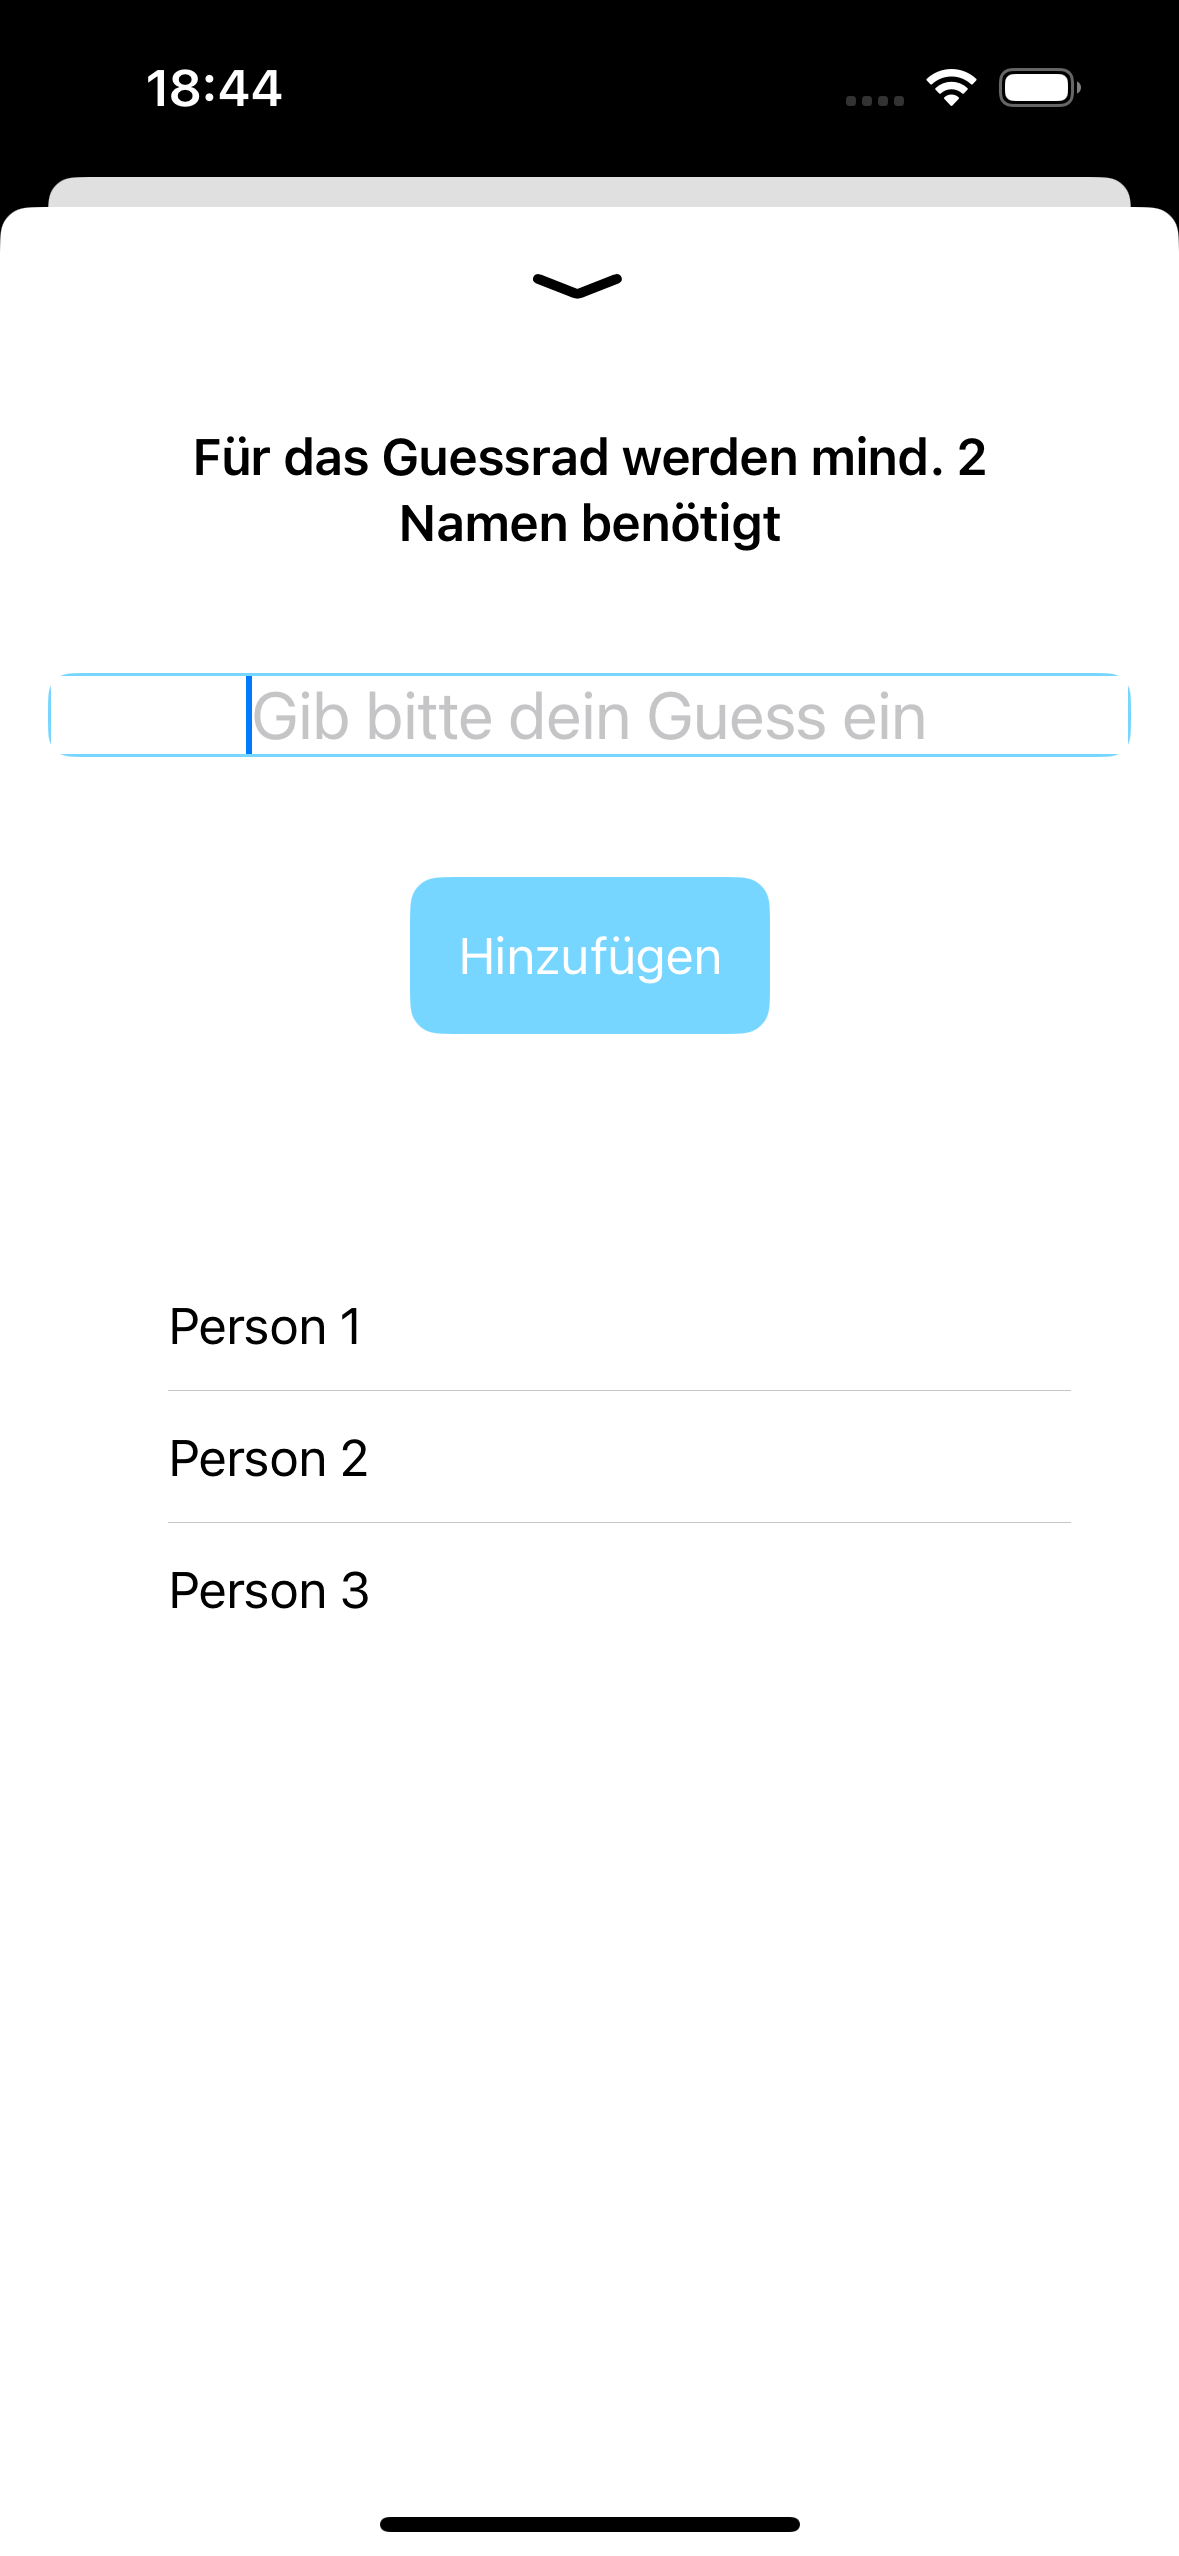 18:44
Für das Guessrad werden mind. 2
Namen benötigt
Gib bitte dein Guess ein
Hinzufügen
Person 1
Person 2
Person 3